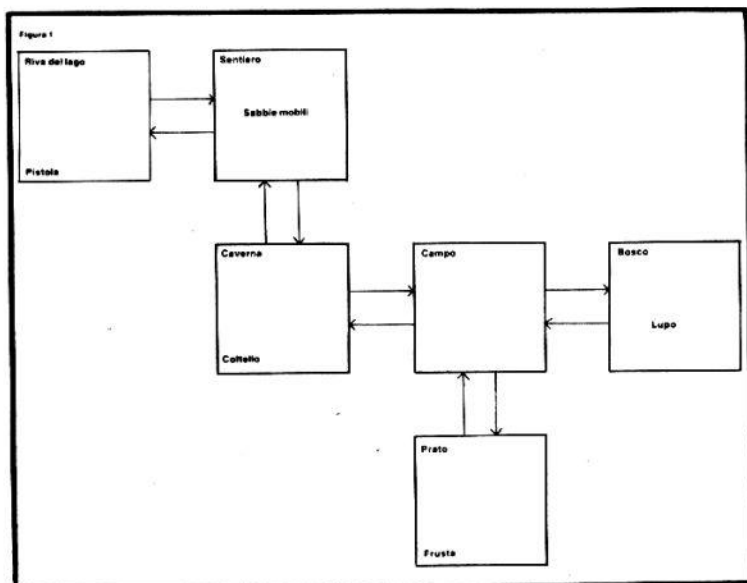 Figura 1
Riva del lago
Sentiero
Sabbie mobili
Pistola
Caverna
Campo
Bosco
Lupo
Coltello
Prato
Frusta